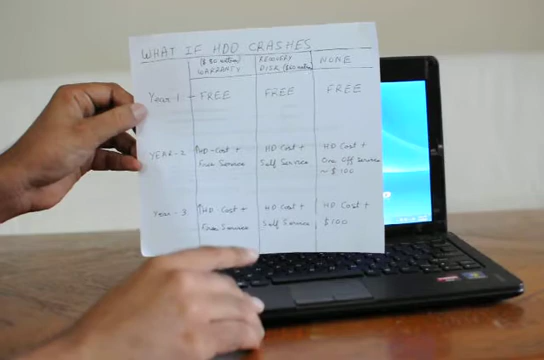 WHAT IF HDD CRASHES
WARRANTY
RECOVERY
DISK
NONE
Year-1 FREE FREE FREE
YEAR-2 ↑HD-Cost + HD Cost + HD Cost +
Free Service Self Service One Off Service
~ $100
Year-3 ↑HD Cost + HD Cost + HD Cost +
Free Service Self Service $100